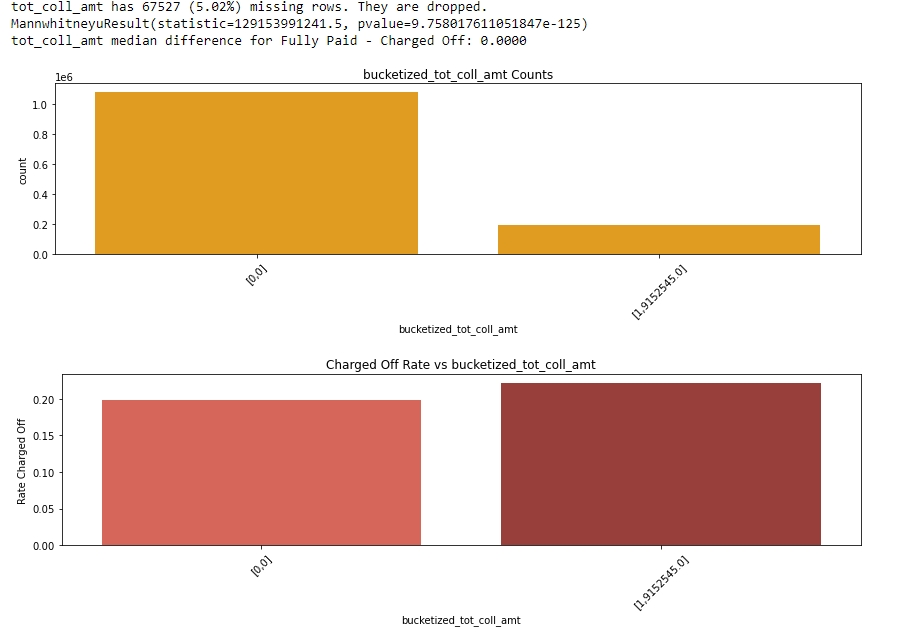 tot_coll_amt has 67527 (5.02%) missing rows. They are dropped.
MannwhitneyuResult(statistic=129153991241.5, pvalue=9.758017611051847e-125)
tot_coll_amt median difference for Fully Paid - Charged Off: 0.0000
bucketized_tot_coll_amt Counts
1e6
1.0
0.8
0.6
0.4
0.2
0.0
count
[0,0]
[1,9152545.0]
bucketized_tot_coll_amt
Charged Off Rate vs bucketized_tot_coll_amt
0.20
0.15
0.10
0.05
0.00
Rate Charged Off
[0,0]
[1,9152545.0]
bucketized_tot_coll_amt